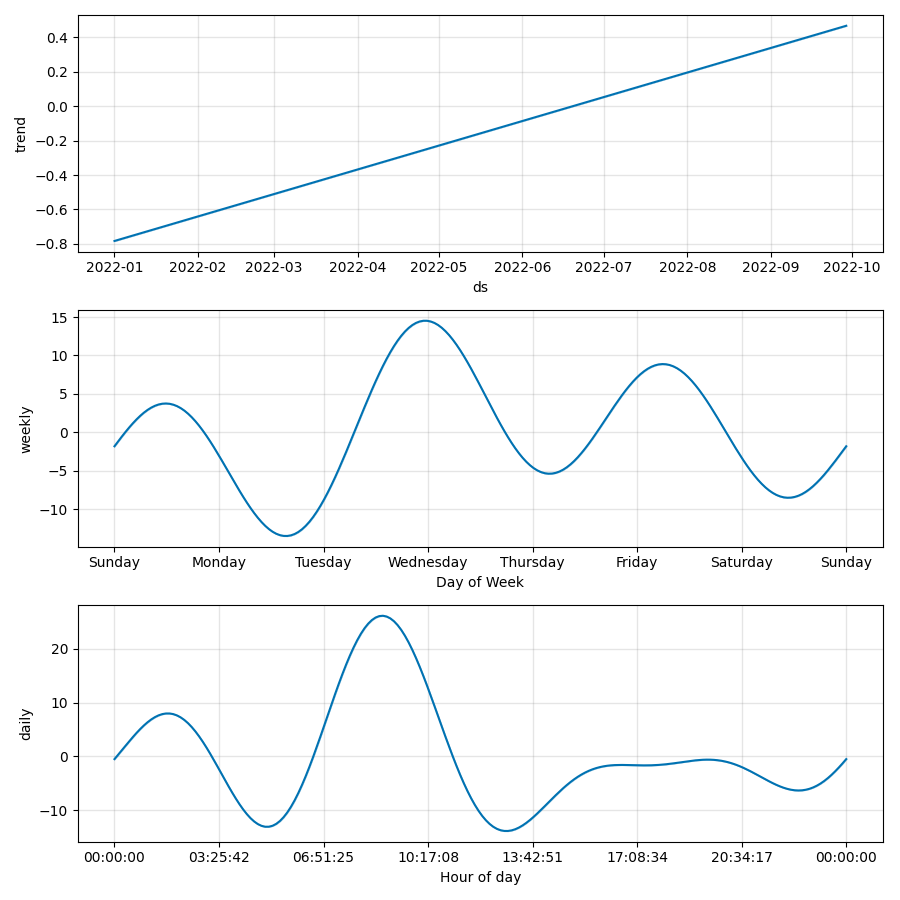 0.4
0.2
0.0
−0.2
−0.4
−0.6
−0.8
trend
2022-01 2022-02 2022-03 2022-04 2022-05 2022-06 2022-07 2022-08 2022-09 2022-10
ds
15
10
5
0
−5
−10
weekly
Sunday Monday Tuesday Wednesday Thursday Friday Saturday Sunday
Day of Week
20
10
0
−10
daily
00:00:00 03:25:42 06:51:25 10:17:08 13:42:51 17:08:34 20:34:17 00:00:00
Hour of day